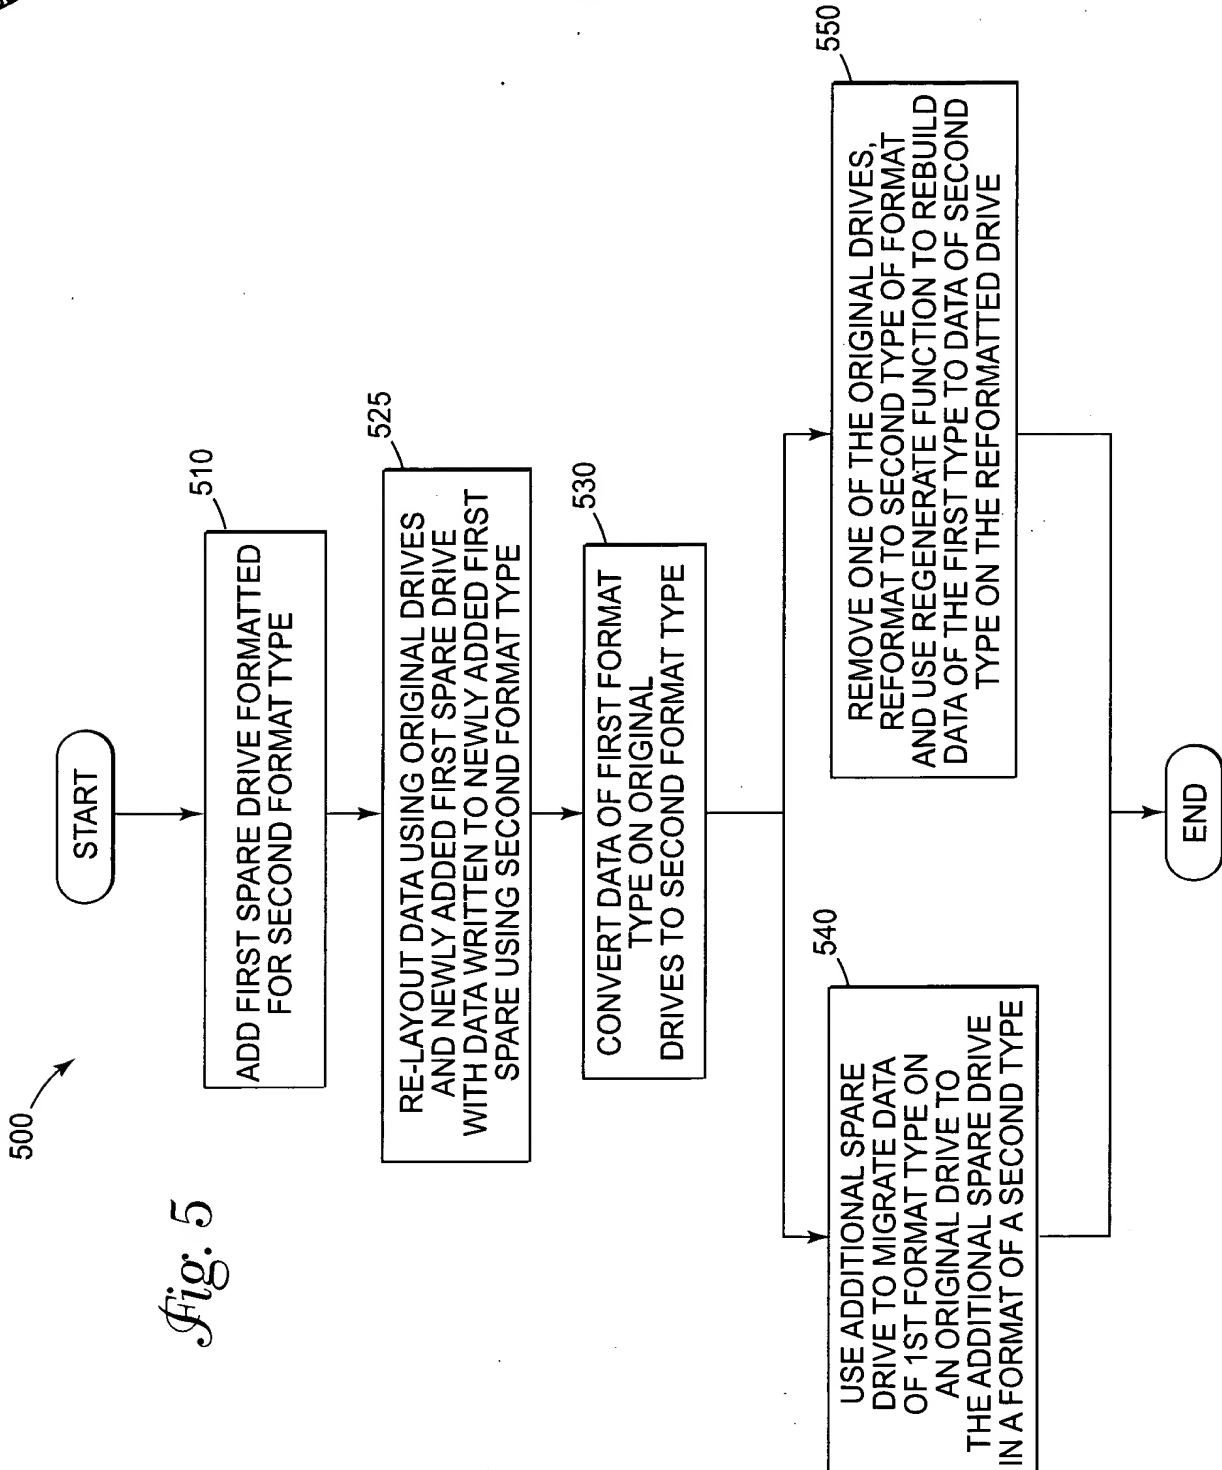 500
START
510
ADD FIRST SPARE DRIVE FORMATTED
FOR SECOND FORMAT TYPE
525
RE-LAYOUT DATA USING ORIGINAL DRIVES
AND NEWLY ADDED FIRST SPARE DRIVE
WITH DATA WRITTEN TO NEWLY ADDED FIRST
SPARE USING SECOND FORMAT TYPE
530
CONVERT DATA OF FIRST FORMAT
TYPE ON ORIGINAL
DRIVES TO SECOND FORMAT TYPE
540
USE ADDITIONAL SPARE
DRIVE TO MIGRATE DATA
OF 1ST FORMAT TYPE ON
AN ORIGINAL DRIVE TO
THE ADDITIONAL SPARE DRIVE
IN A FORMAT OF A SECOND TYPE
550
REMOVE ONE OF THE ORIGINAL DRIVES,
REFORMAT TO SECOND TYPE OF FORMAT
AND USE REGENERATE FUNCTION TO REBUILD
DATA OF THE FIRST TYPE TO DATA OF SECOND
TYPE ON THE REFORMATTED DRIVE
END
Fig. 5